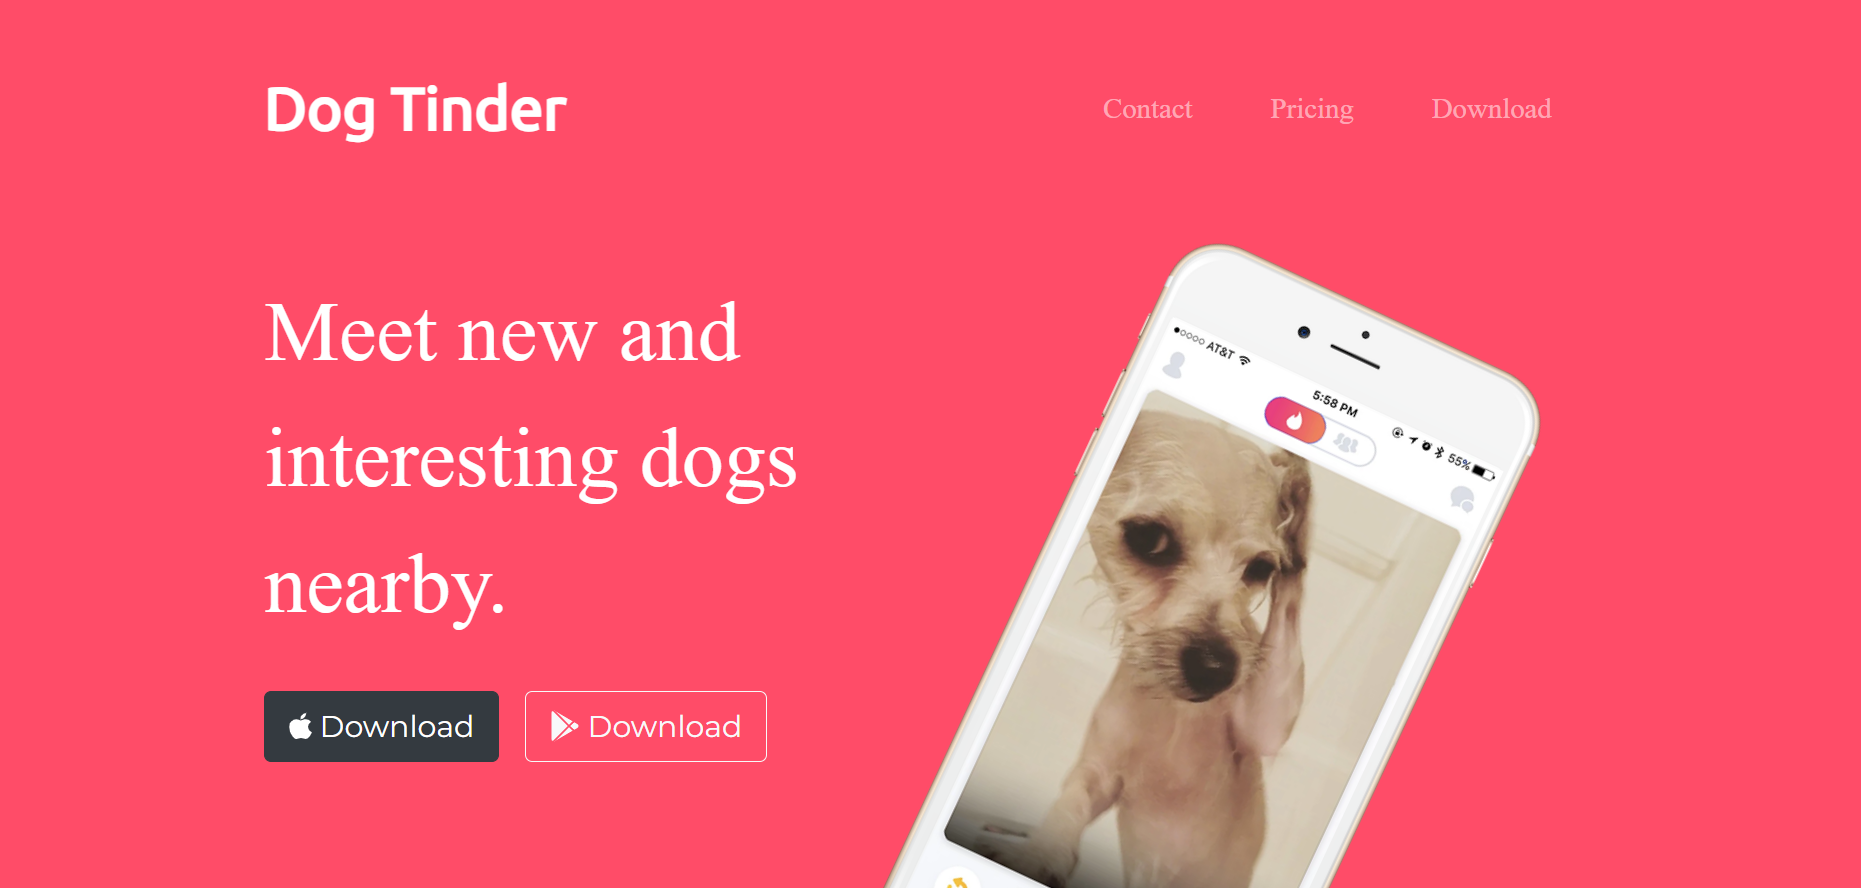 Dog Tinder
Contact Pricing Download
Meet new and
interesting dogs
nearby.
Download Download
AT&T
5:58 PM
55%